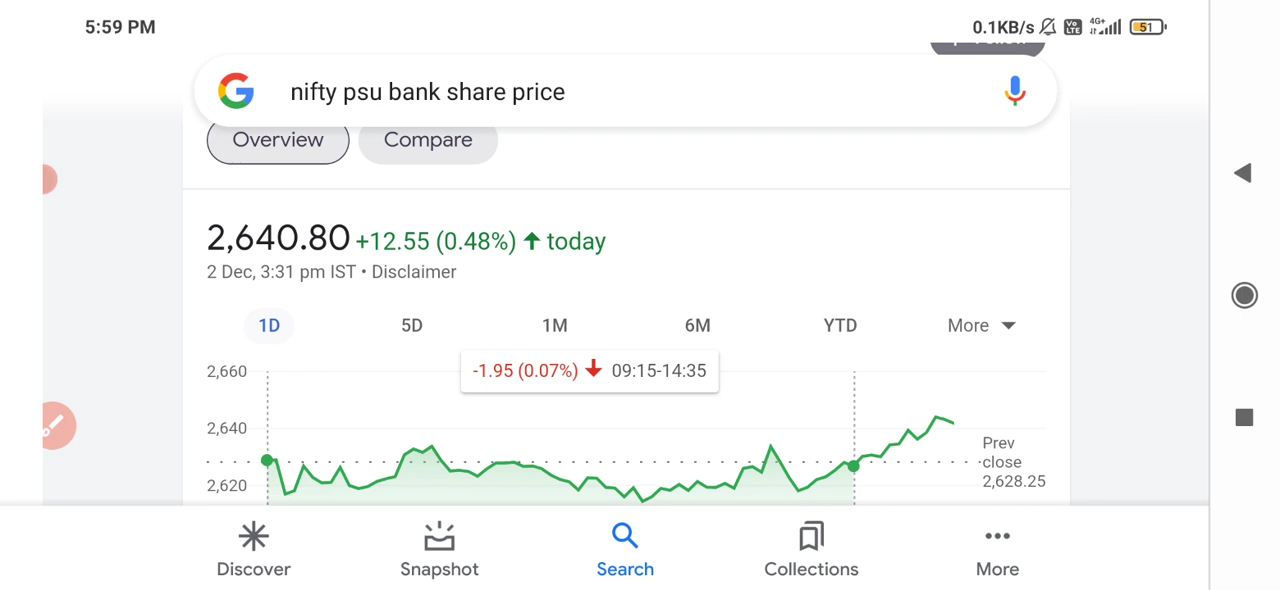 5:59 PM
0.1KB/s Vo LTE 4G+ 51
nifty psu bank share price
Overview Compare
2,640.80 +12.55 (0.48%) ↑ today
2 Dec, 3:31 pm IST • Disclaimer
1D 5D 1M 6M YTD More
-1.95 (0.07%) ↓ 09:15-14:35
2,660
2,640
2,620
Prev
close
2,628.25
Discover Snapshot Search Collections More